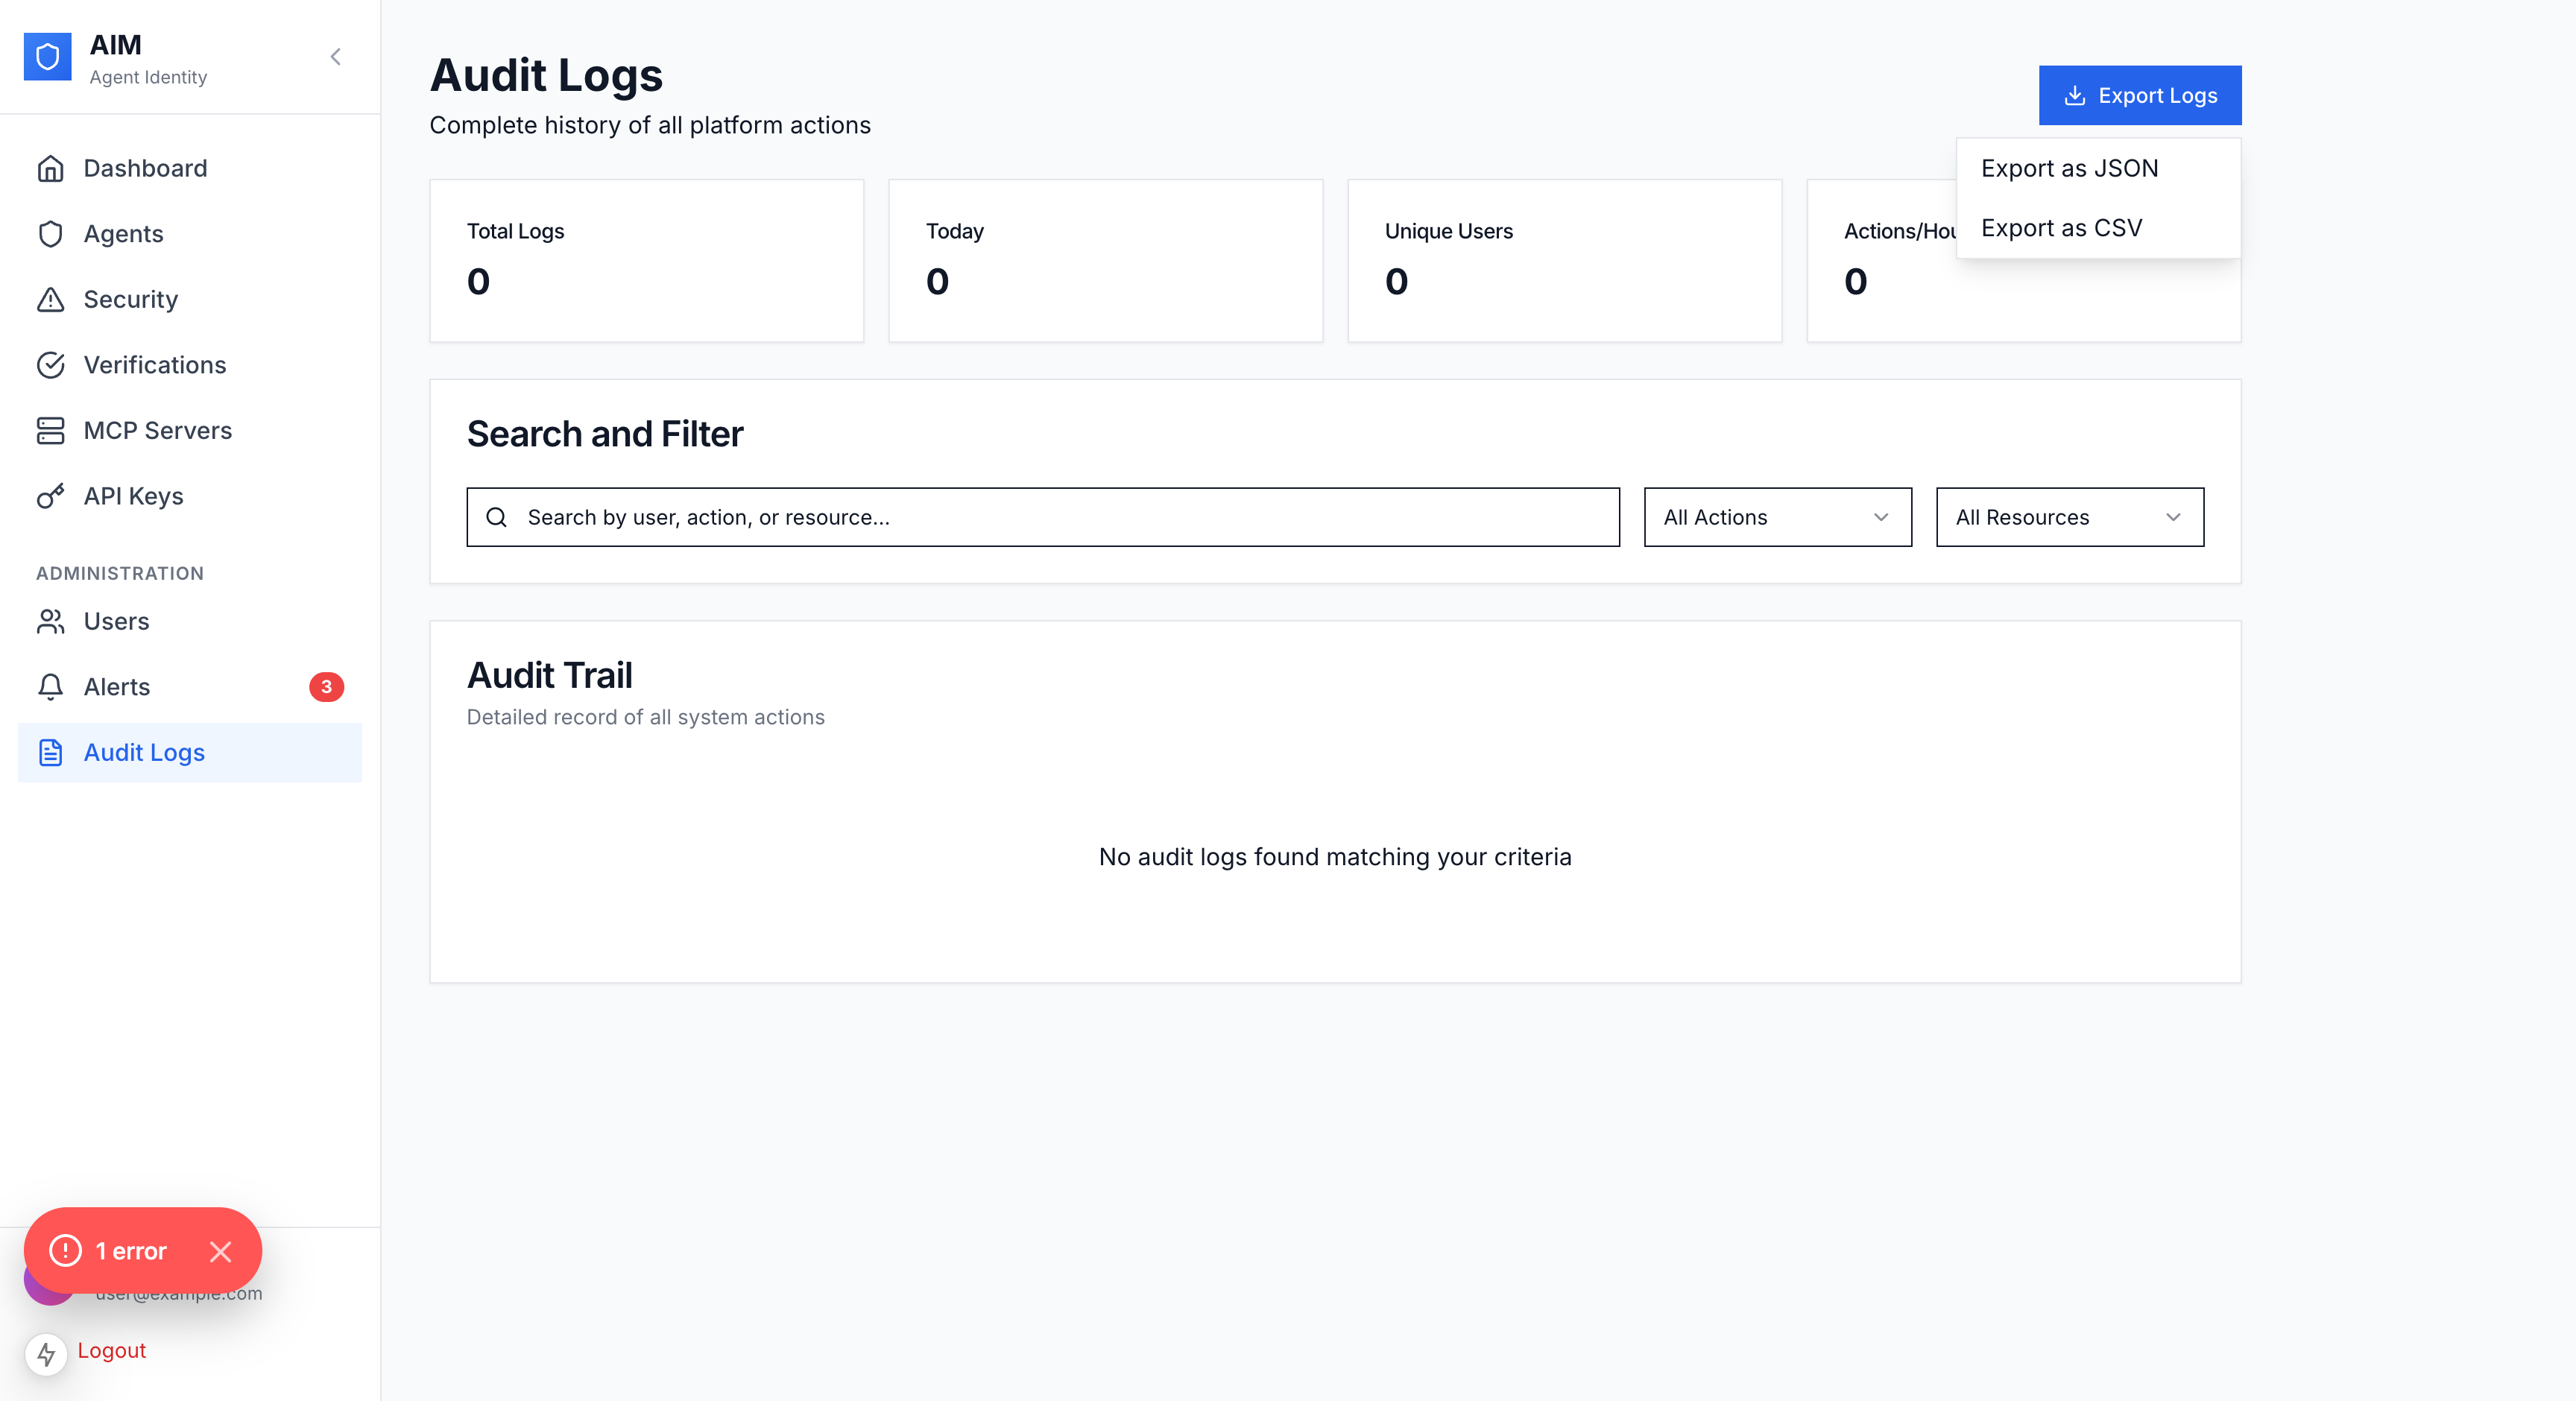 AIM
Agent Identity
Dashboard
Agents
Security
Verifications
MCP Servers
API Keys
ADMINISTRATION
Users
Alerts
3
Audit Logs
1 error
user@example.com
Logout
Audit Logs
Complete history of all platform actions
Export Logs
Export as JSON
Export as CSV
Total Logs
0
Today
0
Unique Users
0
Actions/Hou
0
Search and Filter
Search by user, action, or resource...
All Actions
All Resources
Audit Trail
Detailed record of all system actions
No audit logs found matching your criteria